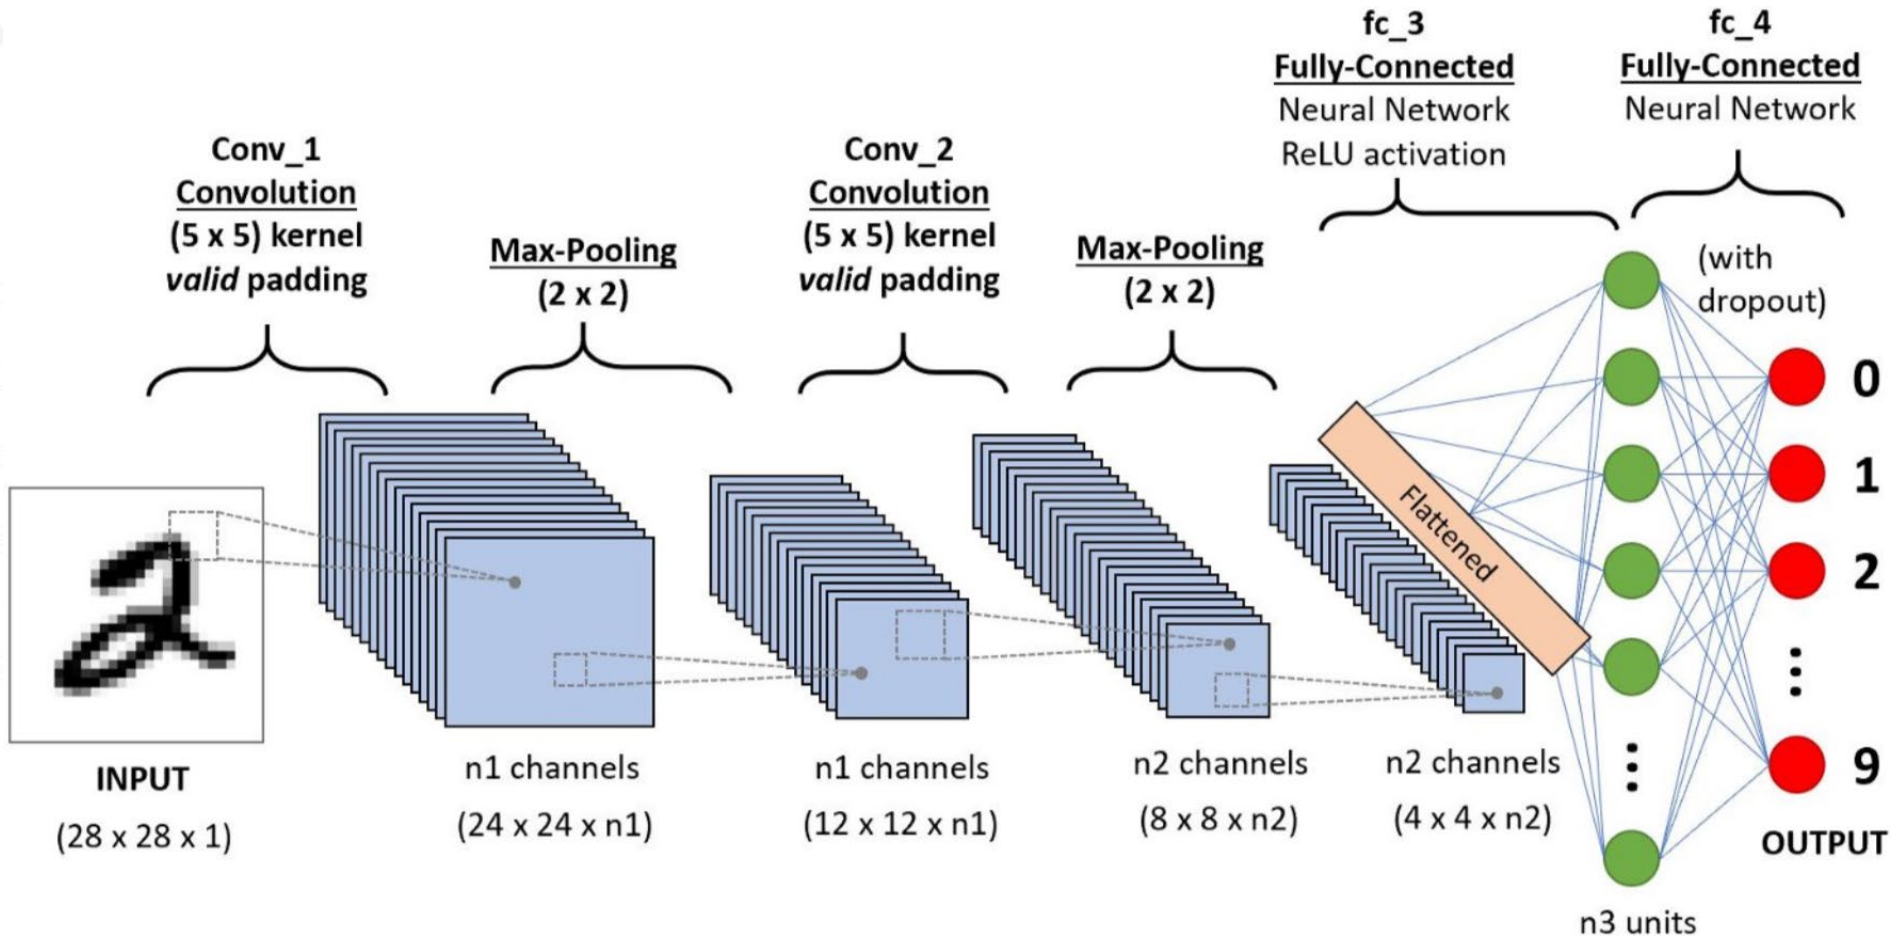 Conv_1
Convolution
(5 x 5) kernel
valid padding
Max-Pooling
(2 x 2)
Conv_2
Convolution
(5 x 5) kernel
valid padding
Max-Pooling
(2 x 2)
fc_3
Fully-Connected
Neural Network
ReLU activation
fc_4
Fully-Connected
Neural Network
(with
dropout)
Flattened
0
1
2
9
2
INPUT
(28 x 28 x 1)
n1 channels
(24 x 24 x n1)
n1 channels
(12 x 12 x n1)
n2 channels
(8 x 8 x n2)
n2 channels
(4 x 4 x n2)
n3 units
OUTPUT